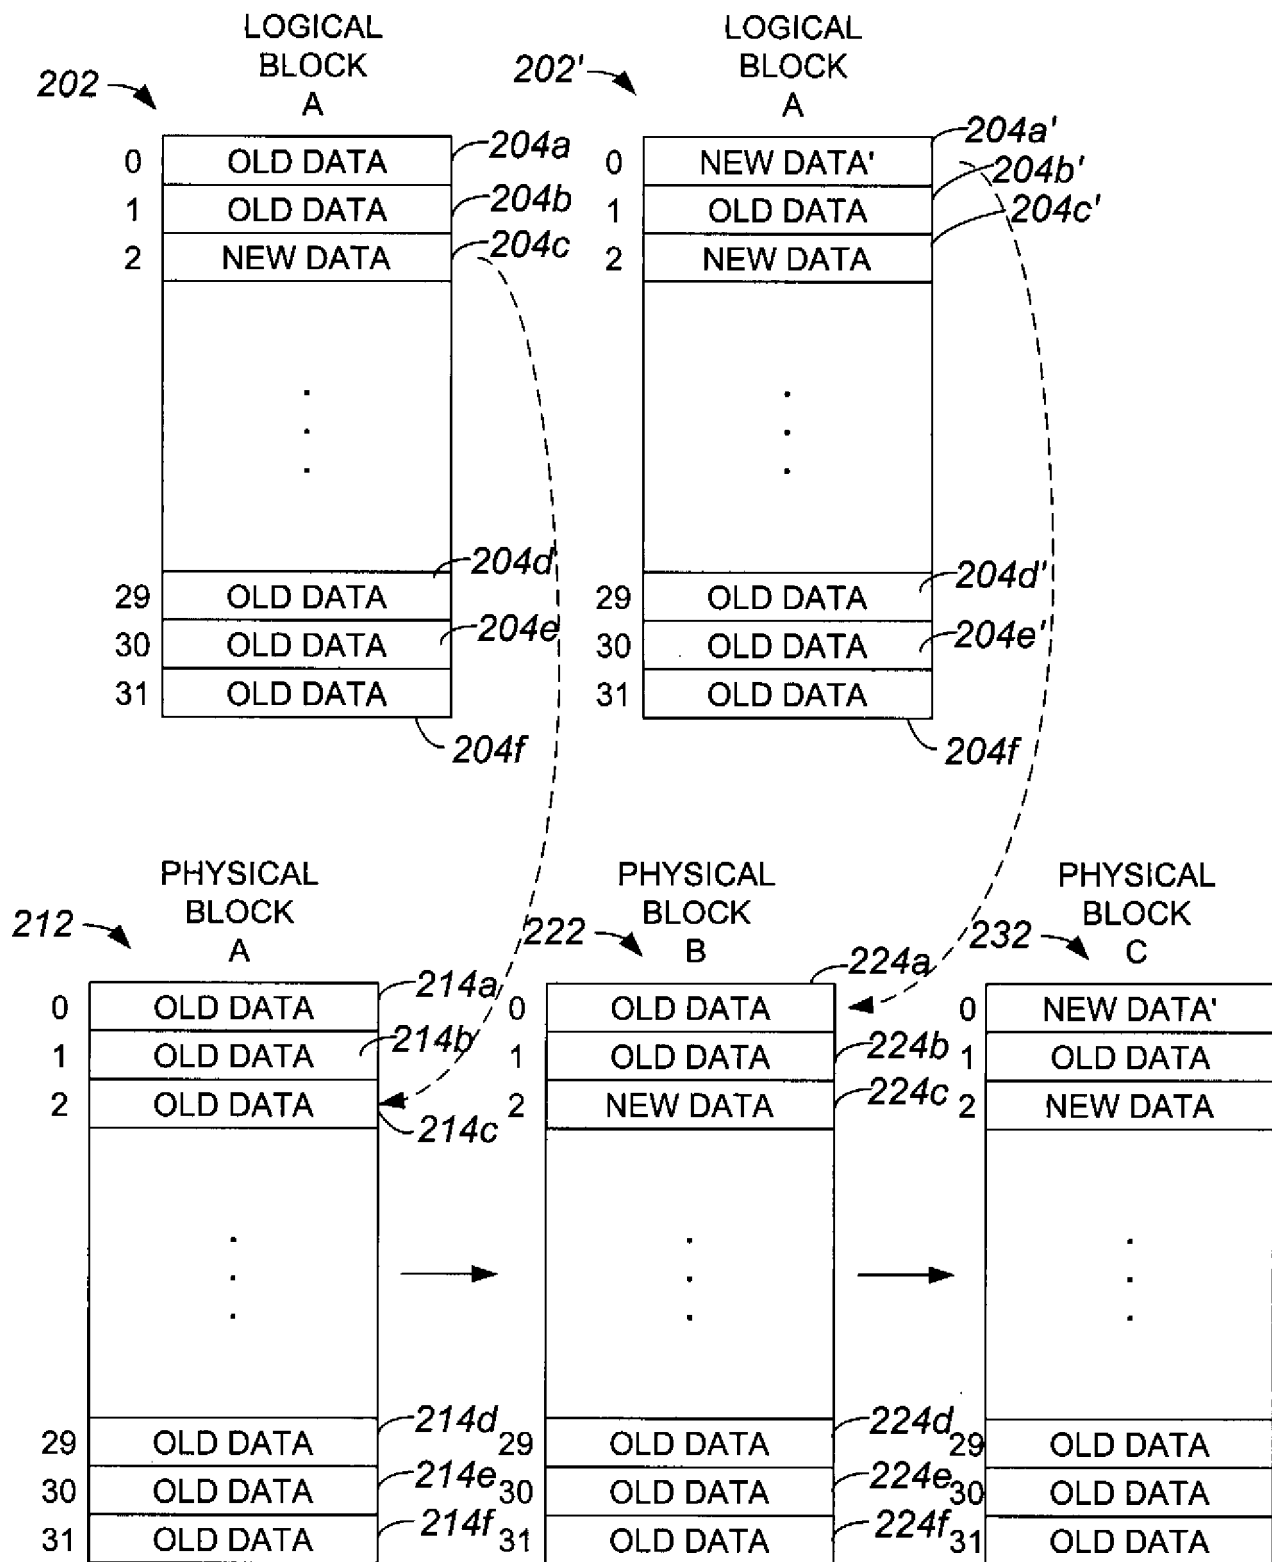 LOGICAL
BLOCK
A
202
0 OLD DATA 204a
1 OLD DATA 204b
2 NEW DATA 204c
29 OLD DATA 204d
30 OLD DATA 204e
31 OLD DATA
204f
LOGICAL
BLOCK
A
202'
0 NEW DATA' 204a'
1 OLD DATA 204b'
2 NEW DATA 204c'
29 OLD DATA 204d'
30 OLD DATA 204e'
31 OLD DATA
204f
PHYSICAL
BLOCK
A
212
0 OLD DATA 214a
1 OLD DATA 214b
2 OLD DATA
214c
29 OLD DATA 214d
30 OLD DATA 214e
31 OLD DATA 214f
PHYSICAL
BLOCK
B
222
224a
0 OLD DATA
1 OLD DATA 224b
2 NEW DATA 224c
29 OLD DATA 224d
30 OLD DATA 224e
31 OLD DATA 224f
PHYSICAL
BLOCK
C
232
0 NEW DATA'
1 OLD DATA
2 NEW DATA
29 OLD DATA
30 OLD DATA
31 OLD DATA